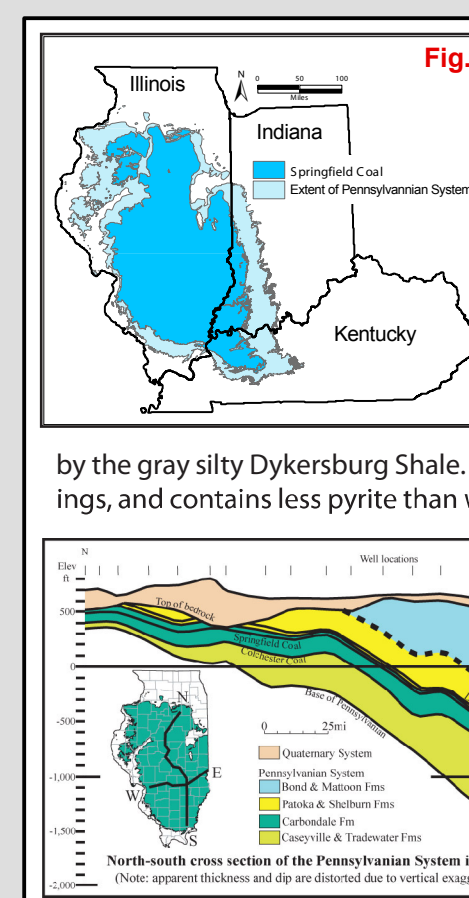 Fig.
Illinois
N
0 50 100
Miles
Indiana
Springfield Coal
Extent of Pennsylvannian System
Kentucky
by the gray silty Dykersburg Shale.
ings, and contains less pyrite than
N
Well locations
Elev
ft
500
0
-500
-1,000
-1,500
-2,000
Top of bedrock
Springfield Coal
Colchester Coal
Base of Pennsylvanian
N
E
W
S
0 25mi
Quaternary System
Pennsylvanian System
Bond & Mattoon Fms
Patoka & Shelburn Fms
Carbondale Fm
Caseyville & Tradewater Fms
North-south cross section of the Pennsylvanian System i
(Note: apparent thickness and dip are distorted due to vertical exagg